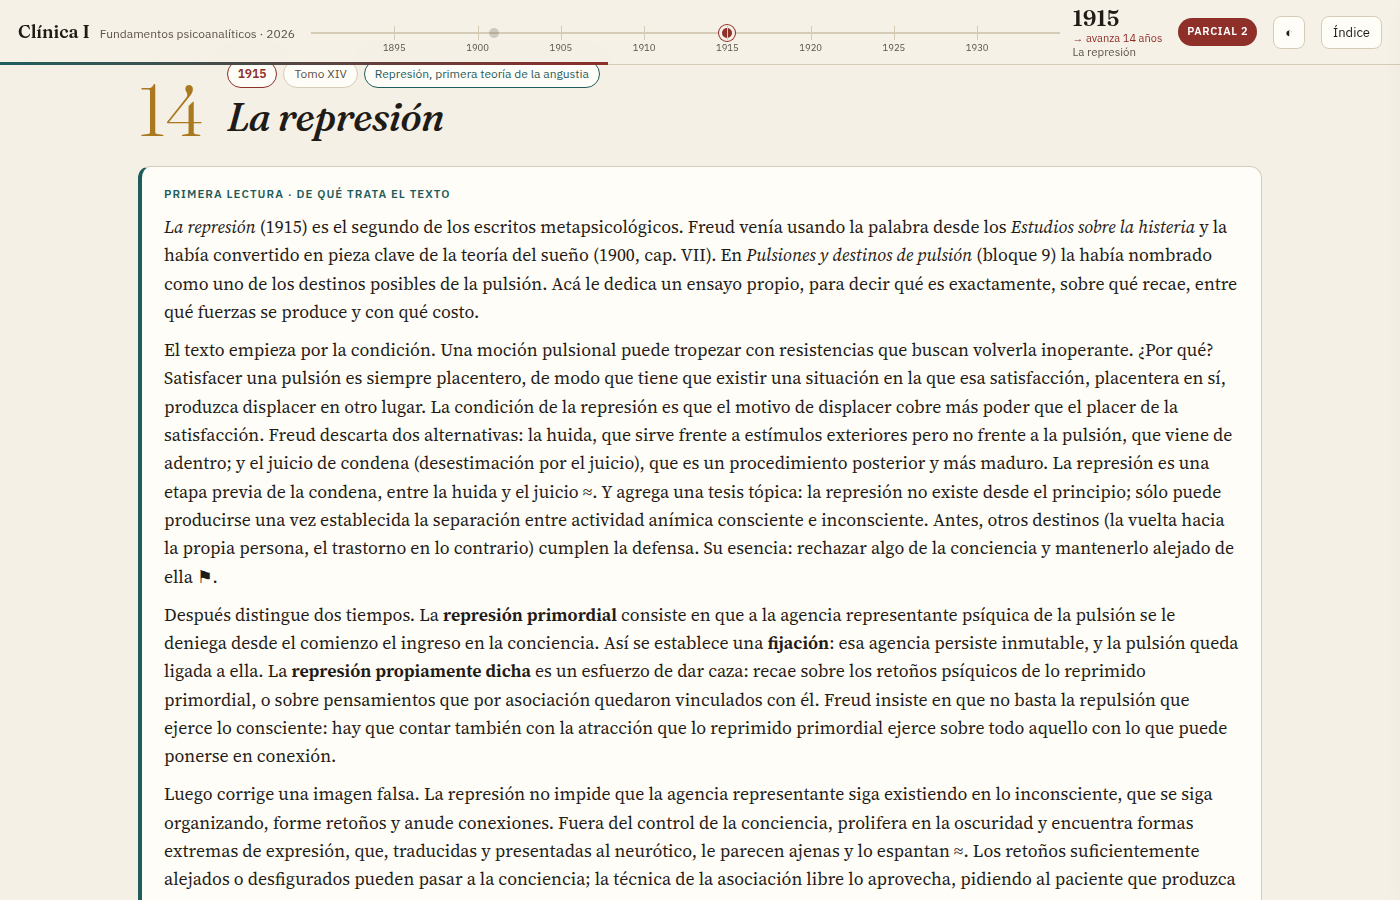 Clínica I Fundamentos psicoanalíticos · 2026
1895 1900 1905 1910 1915 1920 1925 1930
1915
→ avanza 14 años
La represión
PARCIAL 2
Índice
1915 Tomo XIV Represión, primera teoría de la angustia
14 La represión
PRIMERA LECTURA · DE QUÉ TRATA EL TEXTO
La represión (1915) es el segundo de los escritos metapsicológicos. Freud venía usando la palabra desde los Estudios sobre la histeria y la
había convertido en pieza clave de la teoría del sueño (1900, cap. VII). En Pulsiones y destinos de pulsión (bloque 9) la había nombrado
como uno de los destinos posibles de la pulsión. Acá le dedica un ensayo propio, para decir qué es exactamente, sobre qué recae, entre
qué fuerzas se produce y con qué costo.
El texto empieza por la condición. Una moción pulsional puede tropezar con resistencias que buscan volverla inoperante. ¿Por qué?
Satisfacer una pulsión es siempre placentero, de modo que tiene que existir una situación en la que esa satisfacción, placentera en sí,
produzca displacer en otro lugar. La condición de la represión es que el motivo de displacer cobre más poder que el placer de la
satisfacción. Freud descarta dos alternativas: la huida, que sirve frente a estímulos exteriores pero no frente a la pulsión, que viene de
adentro; y el juicio de condena (desestimación por el juicio), que es un procedimiento posterior y más maduro. La represión es una
etapa previa de la condena, entre la huida y el juicio ≈. Y agrega una tesis tópica: la represión no existe desde el principio; sólo puede
producirse una vez establecida la separación entre actividad anímica consciente e inconsciente. Antes, otros destinos (la vuelta hacia
la propia persona, el trastorno en lo contrario) cumplen la defensa. Su esencia: rechazar algo de la conciencia y mantenerlo alejado de
ella ⚑.
Después distingue dos tiempos. La represión primordial consiste en que a la agencia representante psíquica de la pulsión se le
deniega desde el comienzo el ingreso en la conciencia. Así se establece una fijación: esa agencia persiste inmutable, y la pulsión queda
ligada a ella. La represión propiamente dicha es un esfuerzo de dar caza: recae sobre los retoños psíquicos de lo reprimido
primordial, o sobre pensamientos que por asociación quedaron vinculados con él. Freud insiste en que no basta la repulsión que
ejerce lo consciente: hay que contar también con la atracción que lo reprimido primordial ejerce sobre todo aquello con lo que puede
ponerse en conexión.
Luego corrige una imagen falsa. La represión no impide que la agencia representante siga existiendo en lo inconsciente, que se siga
organizando, forme retoños y anude conexiones. Fuera del control de la conciencia, prolifera en la oscuridad y encuentra formas
extremas de expresión, que, traducidas y presentadas al neurótico, le parecen ajenas y lo espantan ≈. Los retoños suficientemente
alejados o desfigurados pueden pasar a la conciencia; la técnica de la asociación libre lo aprovecha, pidiendo al paciente que produzca